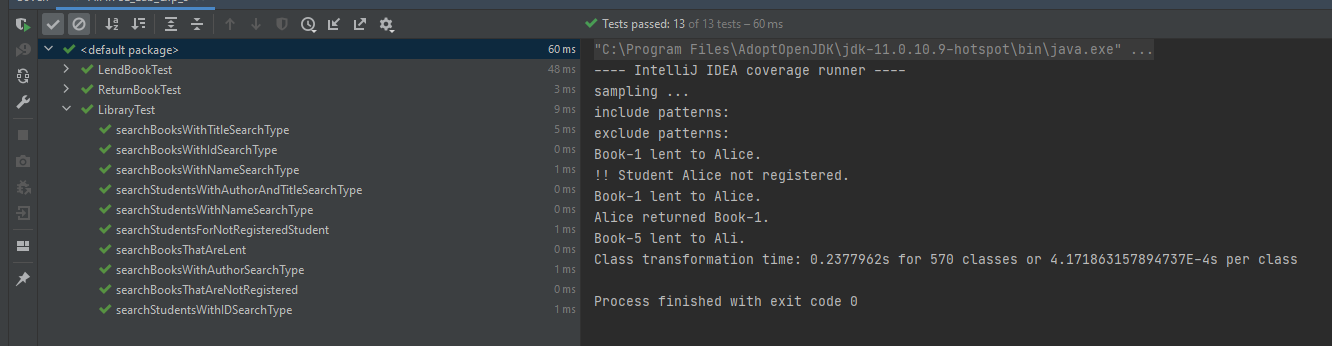 Tests passed: 13 of 13 tests – 60 ms
<default package> 60 ms
LendBookTest 48 ms
ReturnBookTest 3 ms
LibraryTest 9 ms
searchBooksWithTitleSearchType 5 ms
searchBooksWithIdSearchType 0 ms
searchBooksWithNameSearchType 1 ms
searchStudentsWithAuthorAndTitleSearchType 0 ms
searchStudentsWithNameSearchType 0 ms
searchStudentsForNotRegisteredStudent 1 ms
searchBooksThatAreLent 0 ms
searchBooksWithAuthorSearchType 1 ms
searchBooksThatAreNotRegistered 0 ms
searchStudentsWithIDSearchType 1 ms
"C:\Program Files\AdoptOpenJDK\jdk-11.0.10.9-hotspot\bin\java.exe" ...
---- IntelliJ IDEA coverage runner ----
sampling ...
include patterns:
exclude patterns:
Book-1 lent to Alice.
!! Student Alice not registered.
Book-1 lent to Alice.
Alice returned Book-1.
Book-5 lent to Ali.
Class transformation time: 0.2377962s for 570 classes or 4.171863157894737E-4s per class
Process finished with exit code 0